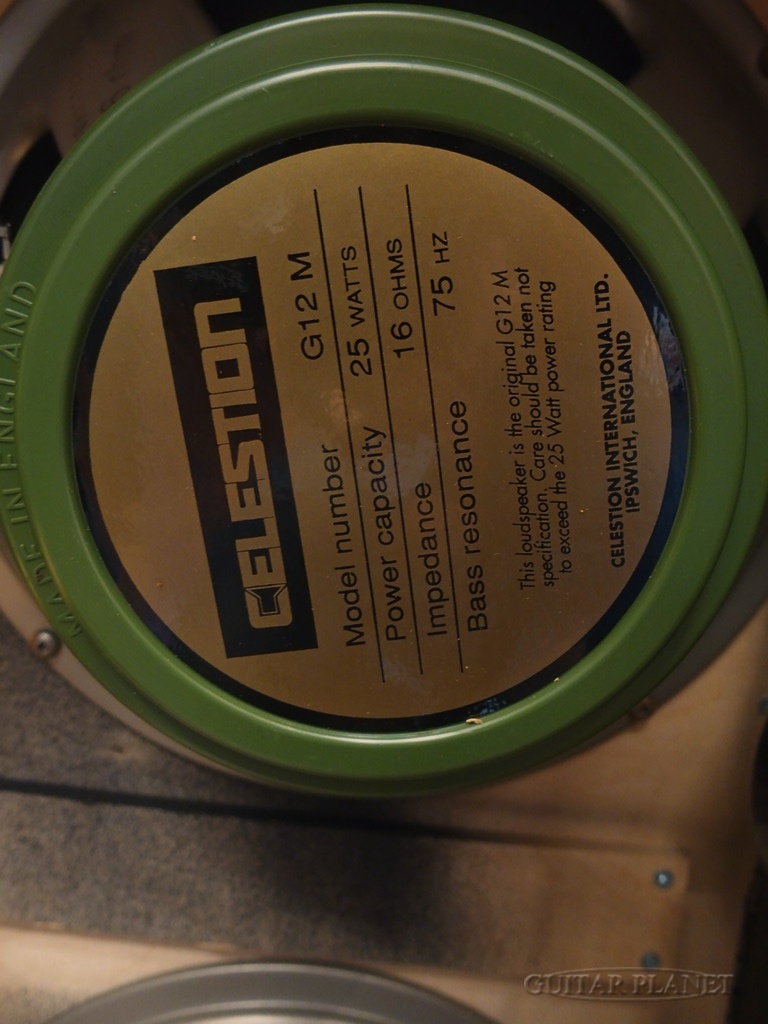 MADE IN ENGLAND
CELESTION
Model number G12 M
Power capacity 25 WATTS
Impedance 16 OHMS
Bass resonance 75 HZ
This loudspeaker is the original G12 M
specification. Care should be taken not
to exceed the 25 Watt power rating
CELESTION INTERNATIONAL LTD.
IPSWICH, ENGLAND
GUITAR PLANET